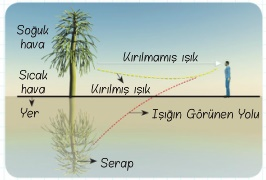 Soğuk
hava
Kırılmamış ışık
Sıcak
hava
Kırılmış ışık
Yer
Işığın Görünen Yolu
Serap